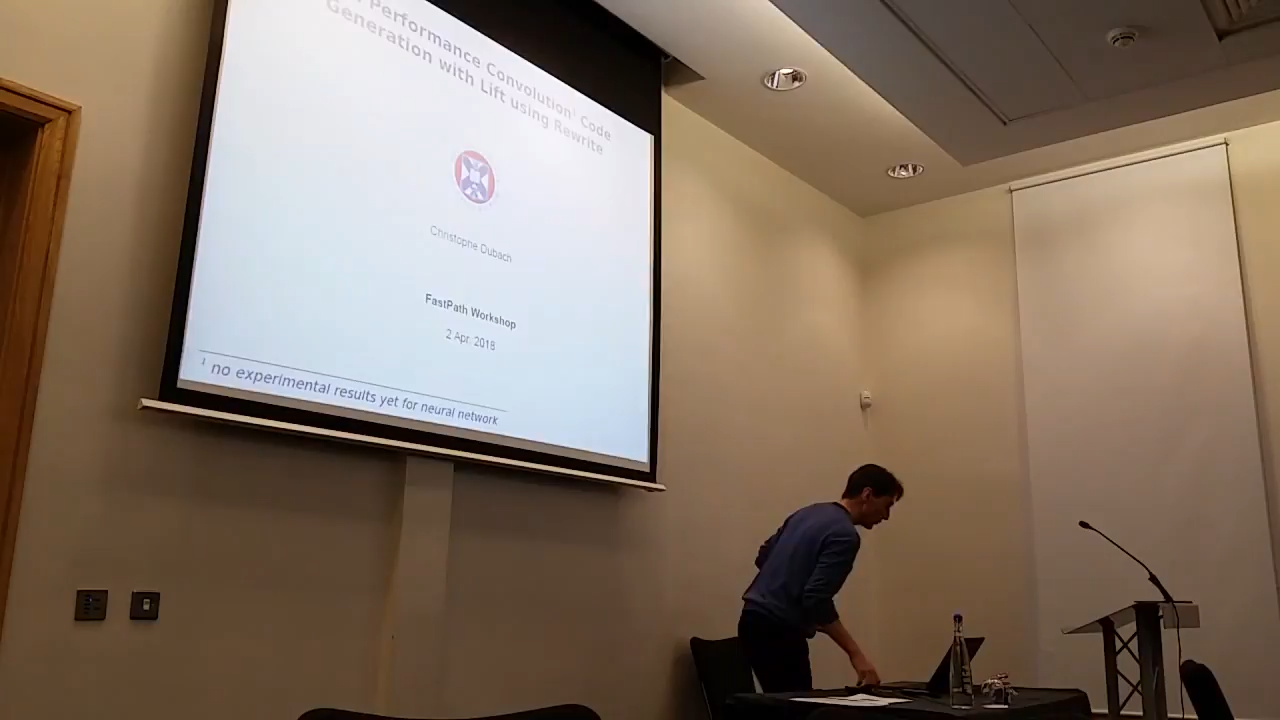 Performance Convolution¹ Code
Generation with Lift using Rewrite
Christophe Dubach
FastPath Workshop
2 Apr. 2018
¹ no experimental results yet for neural network